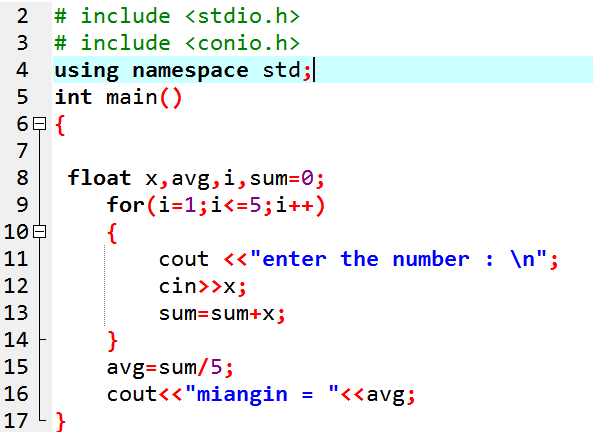 2 # include <stdio.h>
3 # include <conio.h>
4 using namespace std;
5 int main()
6 {
7
8 float x,avg,i,sum=0;
9 for(i=1;i<=5;i++)
10 {
11 cout <<"enter the number : \n";
12 cin>>x;
13 sum=sum+x;
14 }
15 avg=sum/5;
16 cout<<"miangin = "<<avg;
17 }